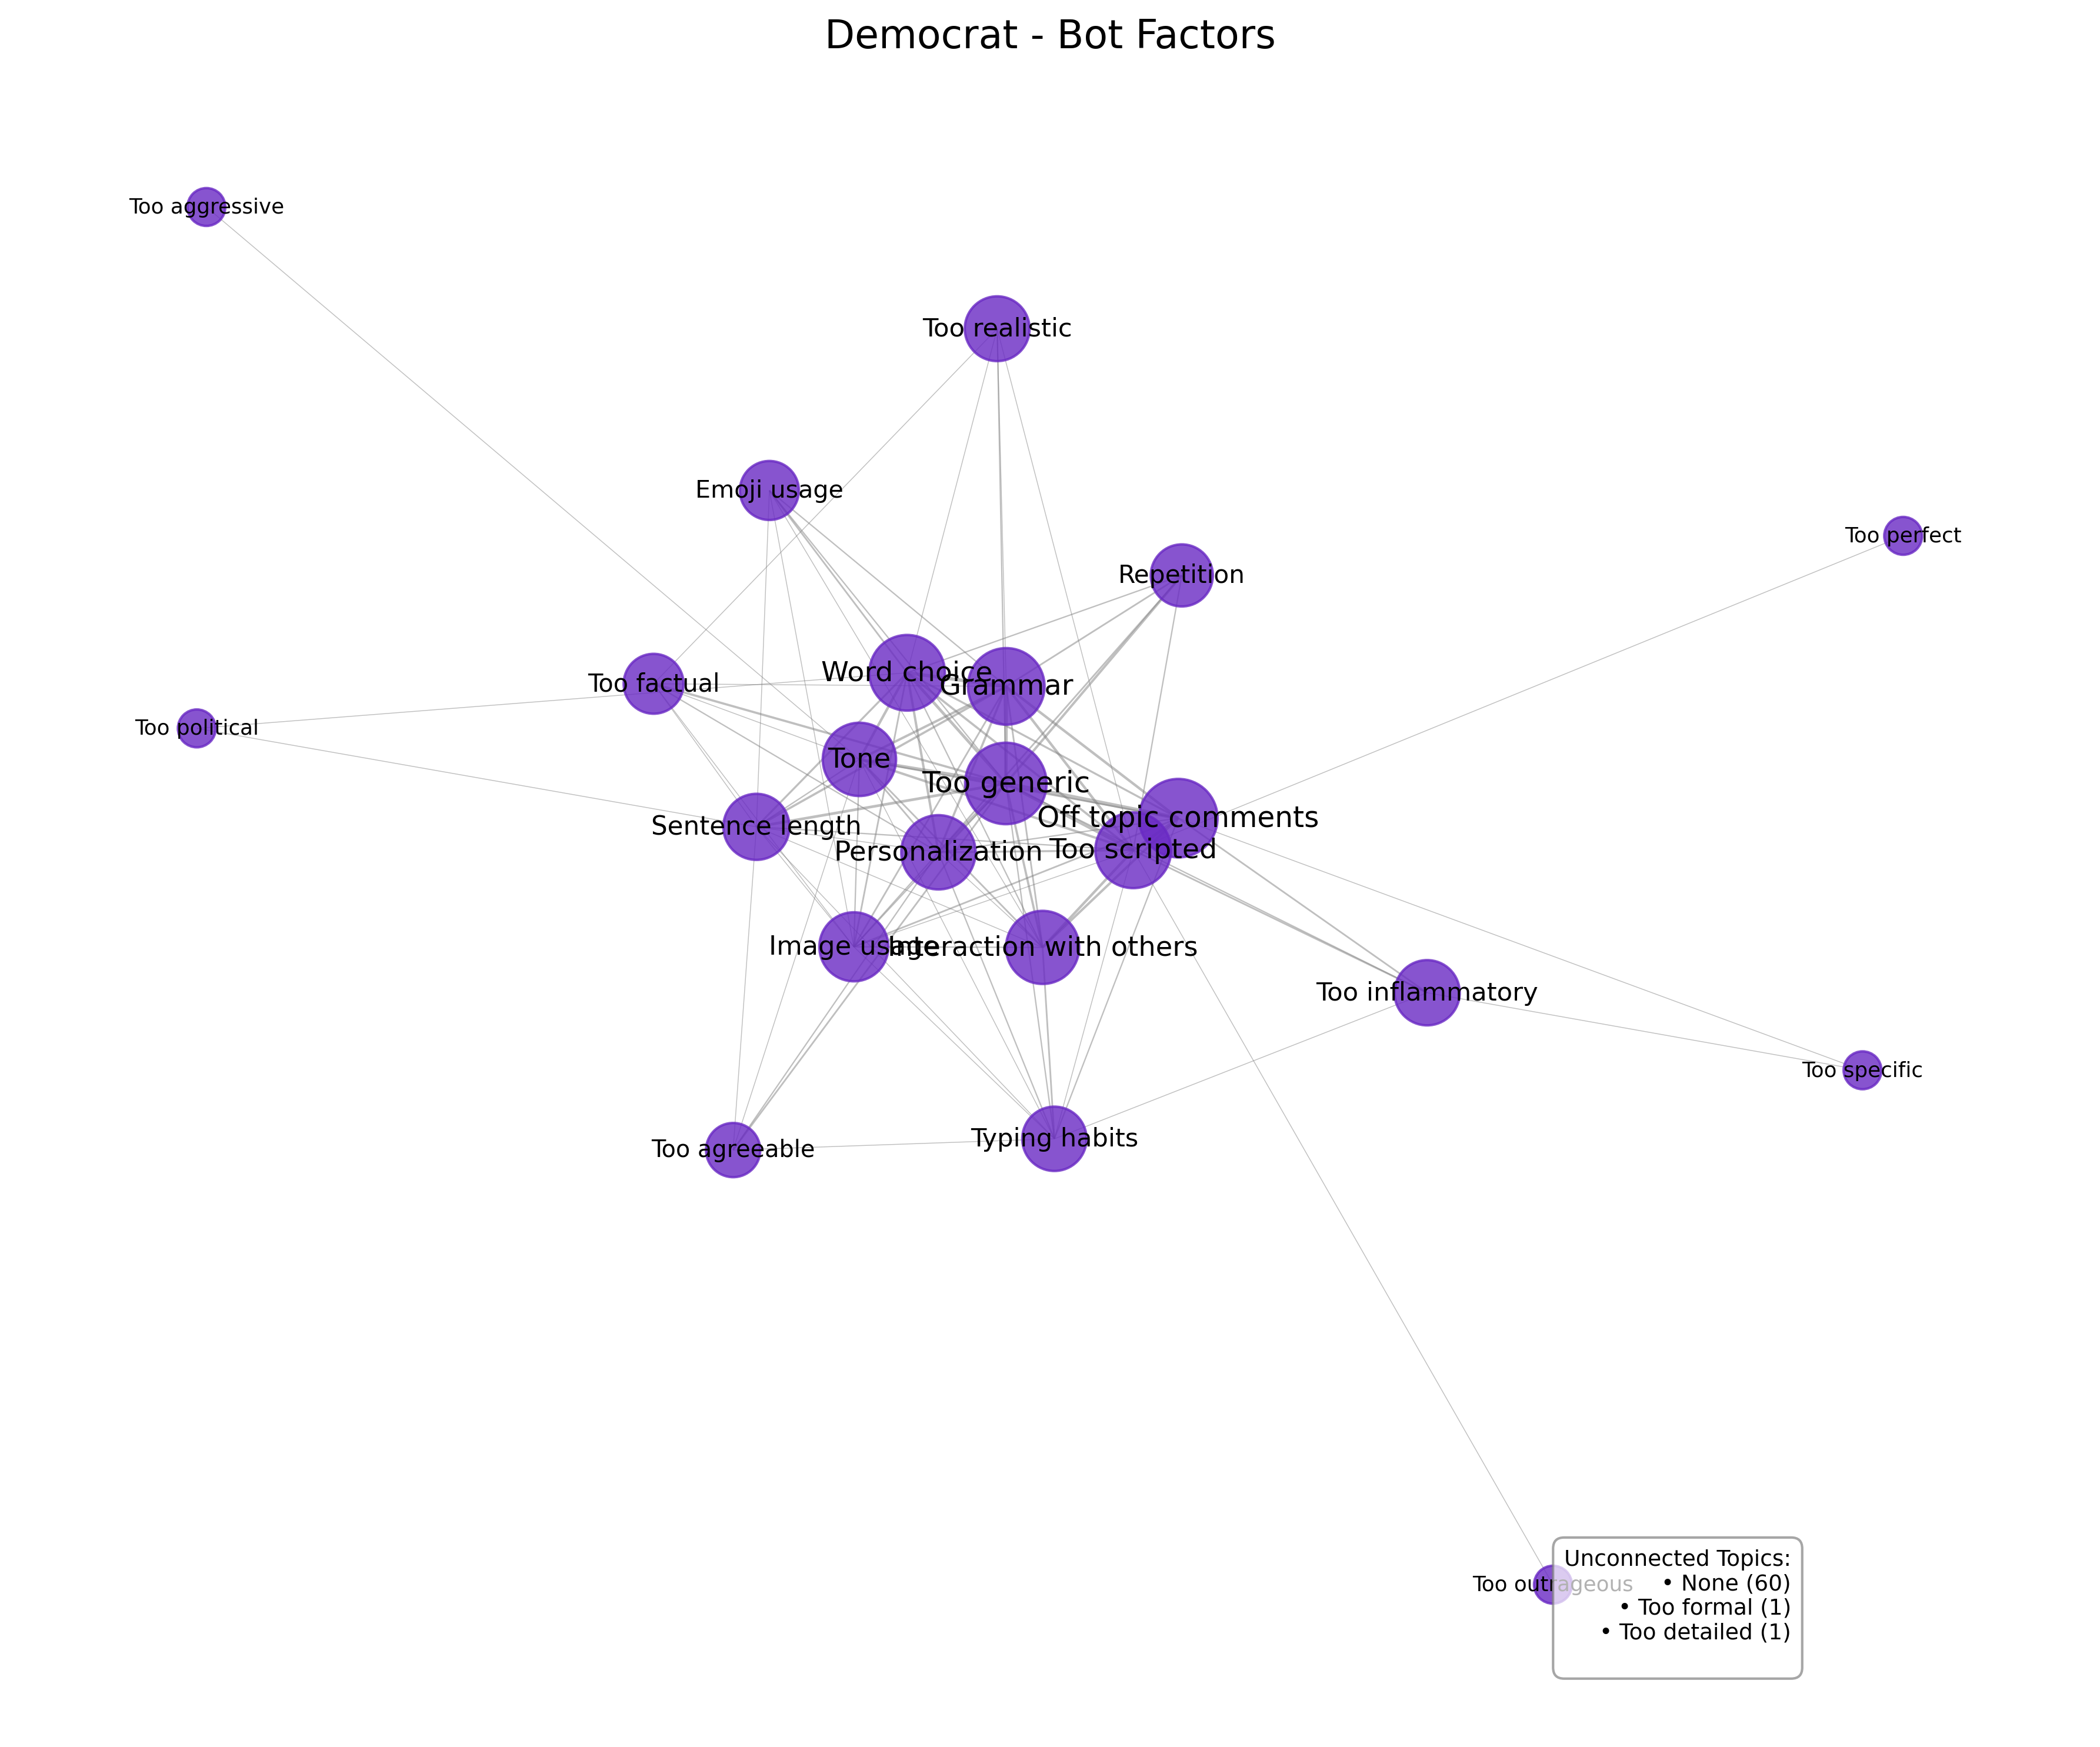 Democrat - Bot Factors
Too aggressive
Too realistic
Emoji usage
Too perfect
Repetition
Word choice
Too factual
Grammar
Too political
Tone
Too generic
Off topic comments
Sentence length
Personalization
Too scripted
Image usage
Interaction with others
Too inflammatory
Too specific
Typing habits
Too agreeable
Too outrageous
Unconnected Topics:
• None (60)
• Too formal (1)
• Too detailed (1)